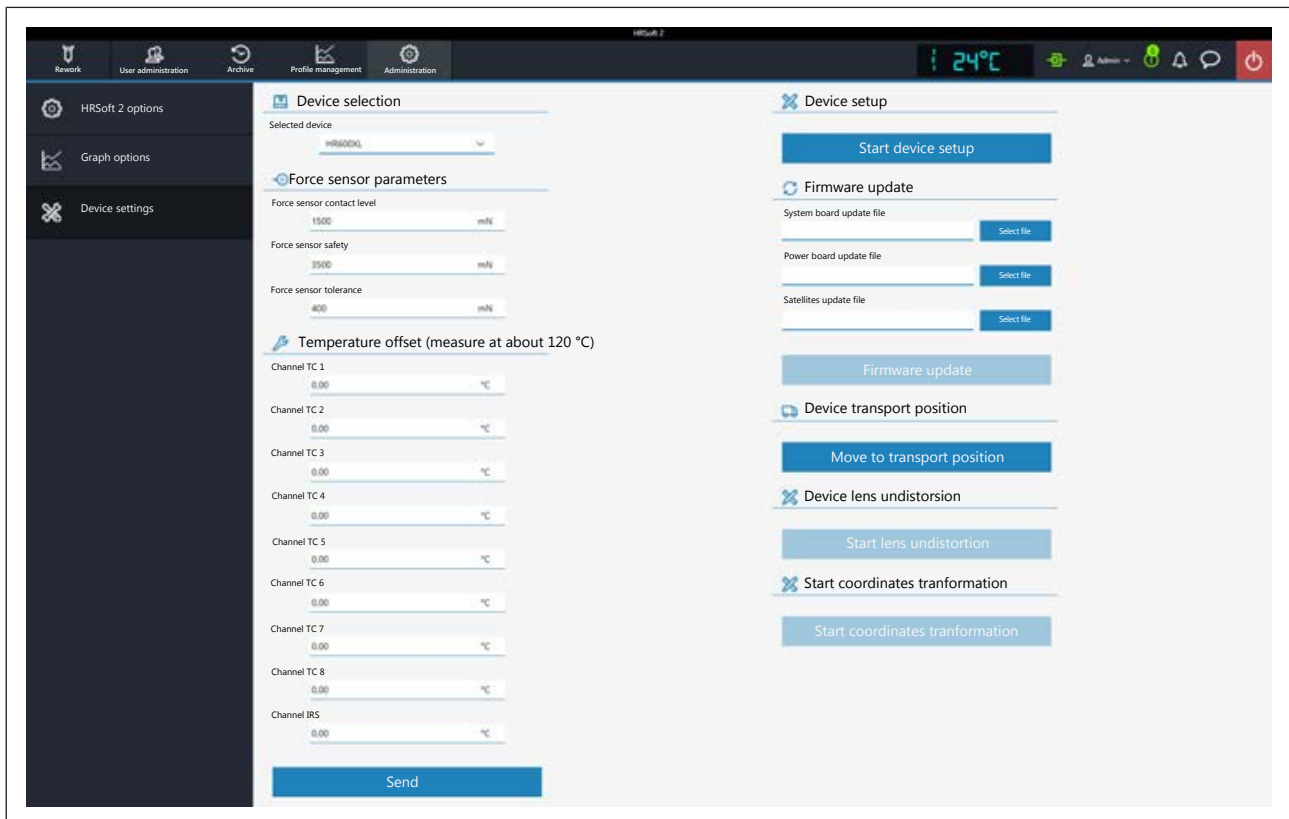 HRSoft 2
Rework User administration Archive Profile management Administration
24°C Admin
HRSoft 2 options
Graph options
Device settings
Device selection
Selected device
HR600XL
Force sensor parameters
Force sensor contact level
1500 mN
Force sensor safety
3500 mN
Force sensor tolerance
400 mN
Temperature offset (measure at about 120 °C)
Channel TC 1
0.00 °C
Channel TC 2
0.00 °C
Channel TC 3
0.00 °C
Channel TC 4
0.00 °C
Channel TC 5
0.00 °C
Channel TC 6
0.00 °C
Channel TC 7
0.00 °C
Channel TC 8
0.00 °C
Channel IRS
0.00 °C
Send
Device setup
Start device setup
Firmware update
System board update file
Select file
Power board update file
Select file
Satellites update file
Select file
Firmware update
Device transport position
Move to transport position
Device lens undistorsion
Start lens undistortion
Start coordinates tranformation
Start coordinates tranformation